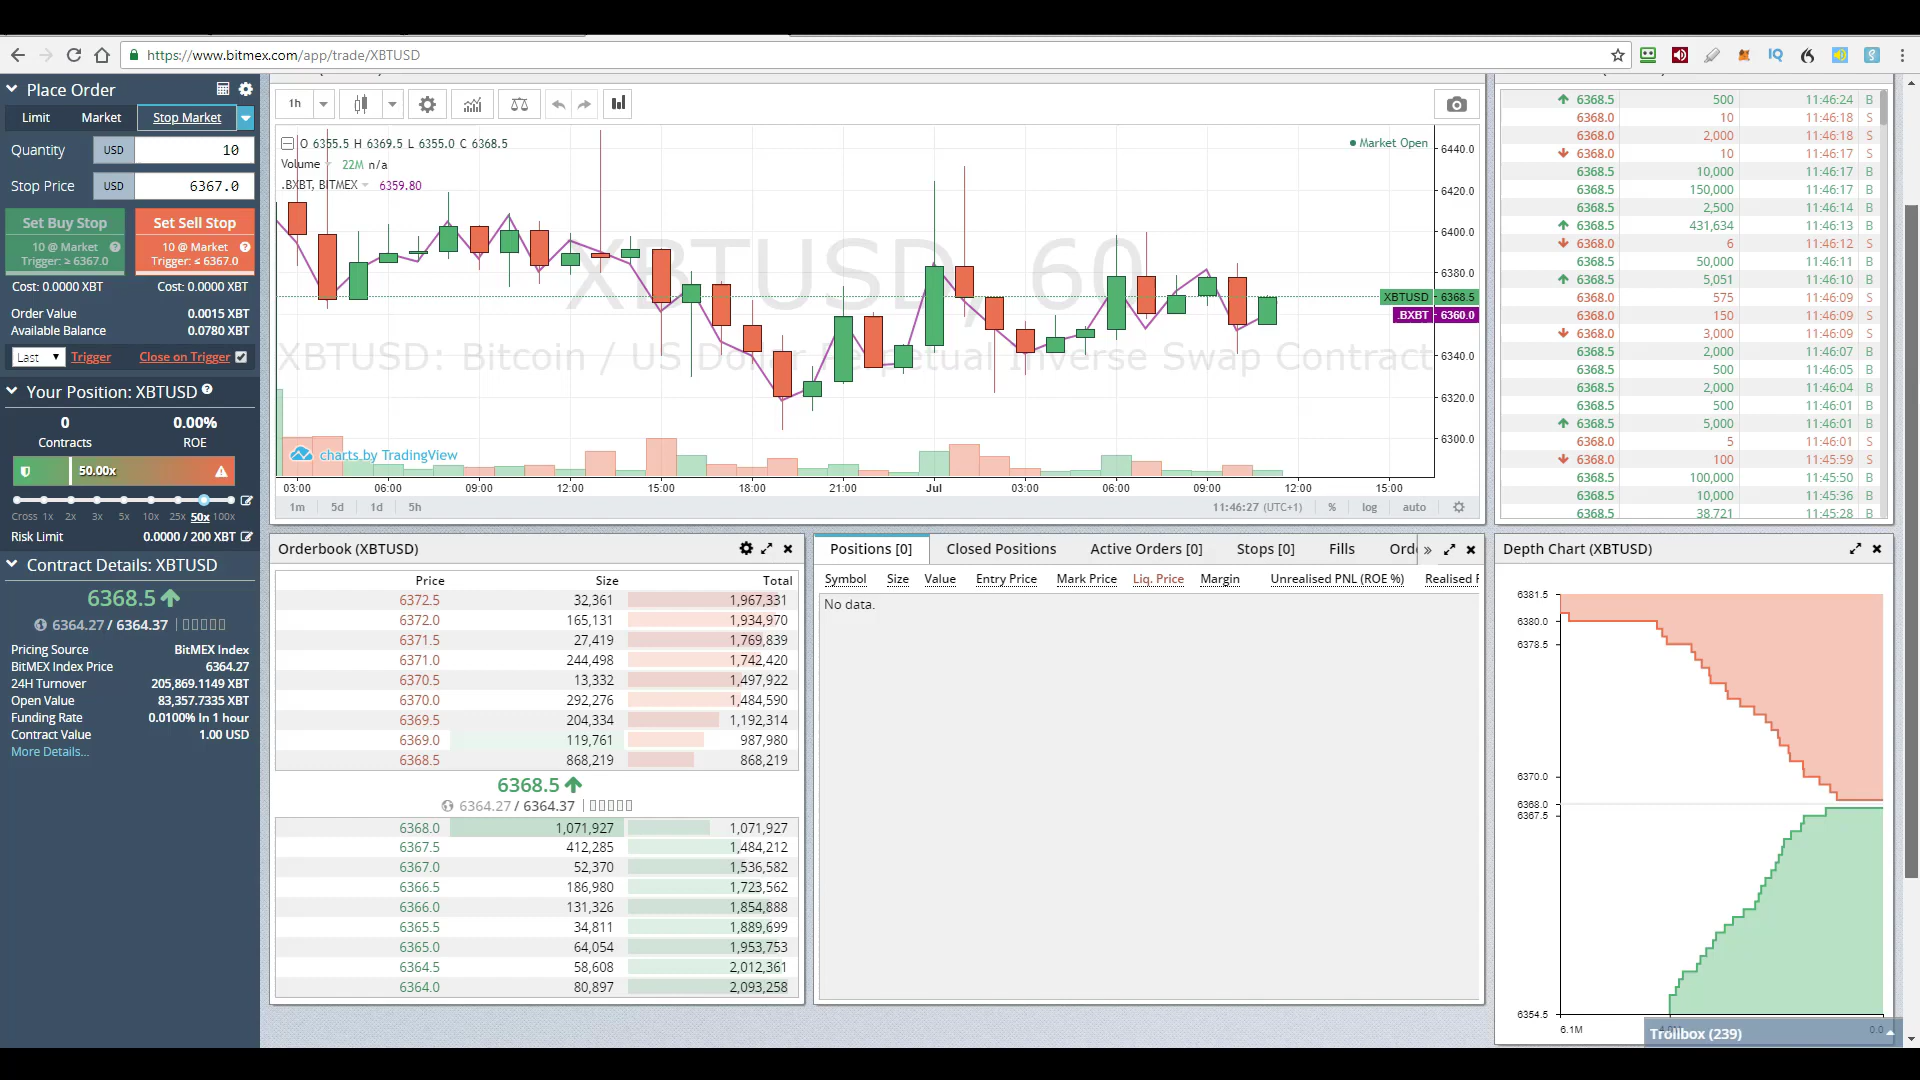 https://www.bitmex.com/app/trade/XBTUSD
Place Order
Limit Market Stop Market
Quantity USD 10
Stop Price USD 6367.0
Set Buy Stop Set Sell Stop
10 @ Market 10 @ Market
Trigger: ≥ 6367.0 Trigger: ≤ 6367.0
Cost: 0.0000 XBT Cost: 0.0000 XBT
Order Value 0.0015 XBT
Available Balance 0.0780 XBT
Last Trigger Close on Trigger
Your Position: XBTUSD
0 0.00%
Contracts ROE
50.00x
Cross 1x 2x 3x 5x 10x 25x 50x 100x
Risk Limit 0.0000 / 200 XBT
Contract Details: XBTUSD
6368.5
6364.27 / 6364.37
Pricing Source BitMEX Index
BitMEX Index Price 6364.27
24H Turnover 205,869.1149 XBT
Open Value 83,357.7335 XBT
Funding Rate 0.0100% In 1 hour
Contract Value 1.00 USD
More Details...
1h
O 6355.5 H 6369.5 L 6355.0 C 6368.5
Volume 22M n/a
.BXBT, BITMEX 6359.80
Market Open
XBTUSD, 60
XBTUSD: Bitcoin / US Dollar Perpetual Inverse Swap Contract
6440.0
6420.0
6400.0
6380.0
XBTUSD 6368.5
.BXBT 6360.0
6340.0
6320.0
6300.0
charts by TradingView
03:00 06:00 09:00 12:00 15:00 18:00 21:00 Jul 03:00 06:00 09:00 12:00 15:00
1m 5d 1d 5h 11:46:27 (UTC+1) % log auto
6368.5 500 11:46:24 B
6368.0 10 11:46:18 S
6368.0 2,000 11:46:18 S
6368.0 10 11:46:17 S
6368.5 10,000 11:46:17 B
6368.5 150,000 11:46:17 B
6368.5 2,500 11:46:14 B
6368.5 431,634 11:46:13 B
6368.0 6 11:46:12 S
6368.5 50,000 11:46:11 B
6368.5 5,051 11:46:10 B
6368.0 575 11:46:09 S
6368.0 150 11:46:09 S
6368.0 3,000 11:46:09 S
6368.5 2,000 11:46:07 B
6368.5 500 11:46:05 B
6368.5 2,000 11:46:04 B
6368.5 500 11:46:01 B
6368.5 5,000 11:46:01 B
6368.0 5 11:46:01 S
6368.0 100 11:45:59 S
6368.5 100,000 11:45:50 B
6368.5 10,000 11:45:36 B
6368.5 38,721 11:45:28 B
Orderbook (XBTUSD)
Price Size Total
6372.5 32,361 1,967,331
6372.0 165,131 1,934,970
6371.5 27,419 1,769,839
6371.0 244,498 1,742,420
6370.5 13,332 1,497,922
6370.0 292,276 1,484,590
6369.5 204,334 1,192,314
6369.0 119,761 987,980
6368.5 868,219 868,219
6368.5
6364.27 / 6364.37
6368.0 1,071,927 1,071,927
6367.5 412,285 1,484,212
6367.0 52,370 1,536,582
6366.5 186,980 1,723,562
6366.0 131,326 1,854,888
6365.5 34,811 1,889,699
6365.0 64,054 1,953,753
6364.5 58,608 2,012,361
6364.0 80,897 2,093,258
Positions [0] Closed Positions Active Orders [0] Stops [0] Fills Ord »
Symbol Size Value Entry Price Mark Price Liq. Price Margin Unrealised PNL (ROE %) Realised
No data.
Depth Chart (XBTUSD)
6381.5
6380.0
6378.5
6370.0
6368.0
6367.5
6354.5
6.1M 0.0
Trollbox (239)